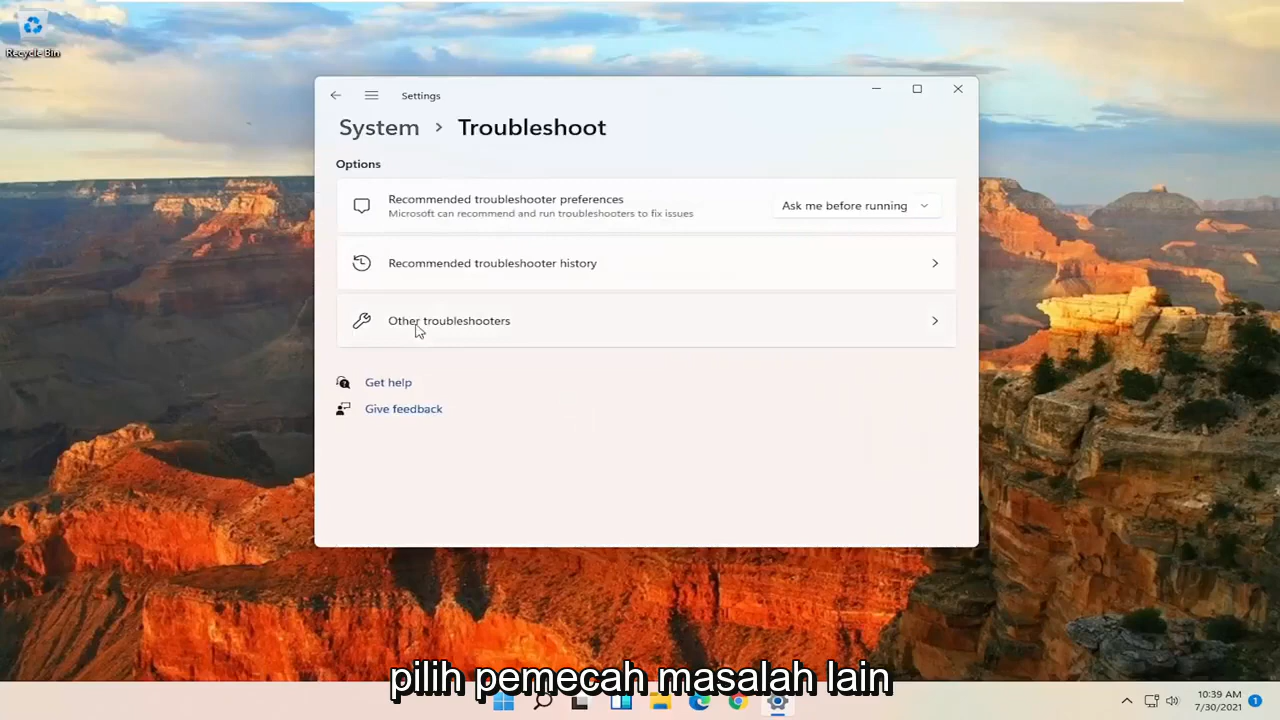 Recycle Bin
Settings
System > Troubleshoot
Options
Recommended troubleshooter preferences
Microsoft can recommend and run troubleshooters to fix issues
Ask me before running
Recommended troubleshooter history
Other troubleshooters
Get help
Give feedback
pilih pemecah masalah lain
10:39 AM
7/30/2021
1